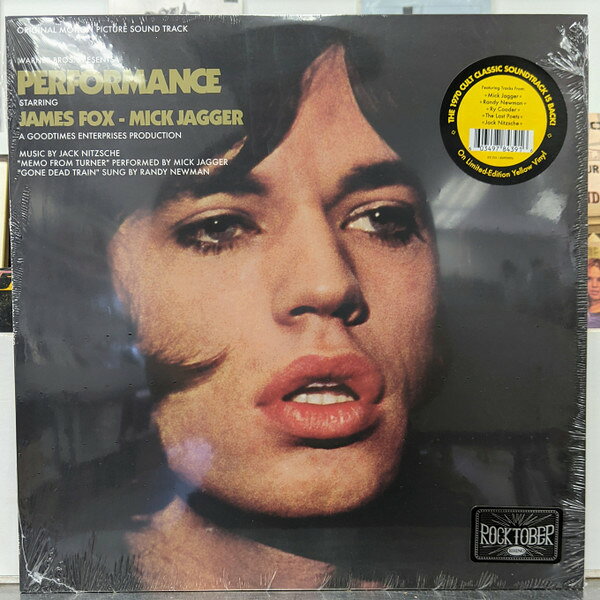 ORIGINAL MOTION PICTURE SOUND TRACK
WARNER BROS. PRESENTS
PERFORMANCE
STARRING
JAMES FOX - MICK JAGGER
A GOODTIMES ENTERPRISES PRODUCTION
MUSIC BY JACK NITZSCHE
"MEMO FROM TURNER" PERFORMED BY MICK JAGGER
"GONE DEAD TRAIN" SUNG BY RANDY NEWMAN
THE 1970 CULT CLASSIC SOUNDTRACK IS BACK!
Featuring Tracks From:
• Mick Jagger •
• Randy Newman •
• Ry Cooder •
• The Last Poets •
• Jack Nitzsche •
On Limited-Edition Yellow Vinyl
ROCKTOBER
RHINO